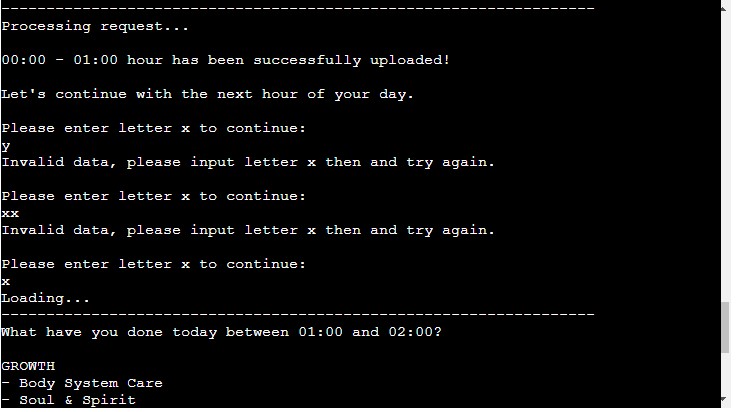 ------------------------------------------------------------------
Processing request...
00:00 - 01:00 hour has been successfully uploaded!
Let's continue with the next hour of your day.
Please enter letter x to continue:
y
Invalid data, please input letter x then and try again.
Please enter letter x to continue:
xx
Invalid data, please input letter x then and try again.
Please enter letter x to continue:
x
Loading...
------------------------------------------------------------------
What have you done today between 01:00 and 02:00?
GROWTH
- Body System Care
- Soul & Spirit